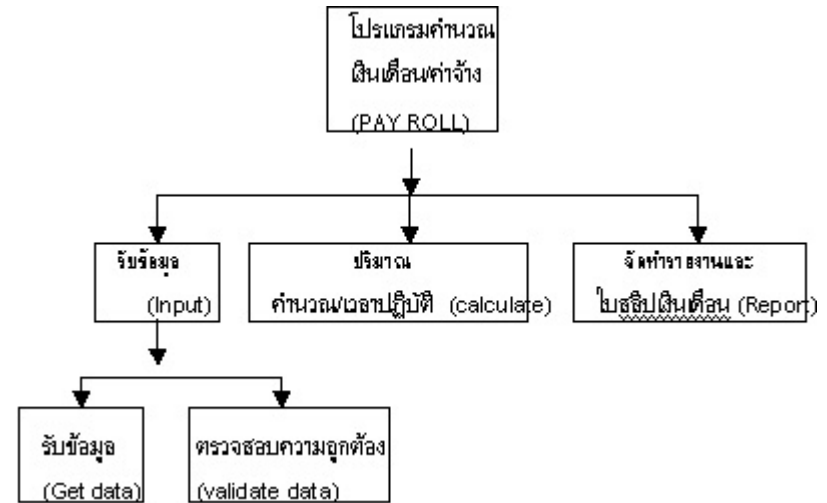 โปรแกรมคำนวณ
เงินเดือน/ค่าจ้าง
(PAY ROLL)
รับข้อมูล
(Input)
ปริมาณ
คำนวณ/เวลาปฏิบัติ (calculate)
จัดทำรายงานและ
ใบสลิปเงินเดือน (Report)
รับข้อมูล
(Get data)
ตรวจสอบความถูกต้อง
(validate data)